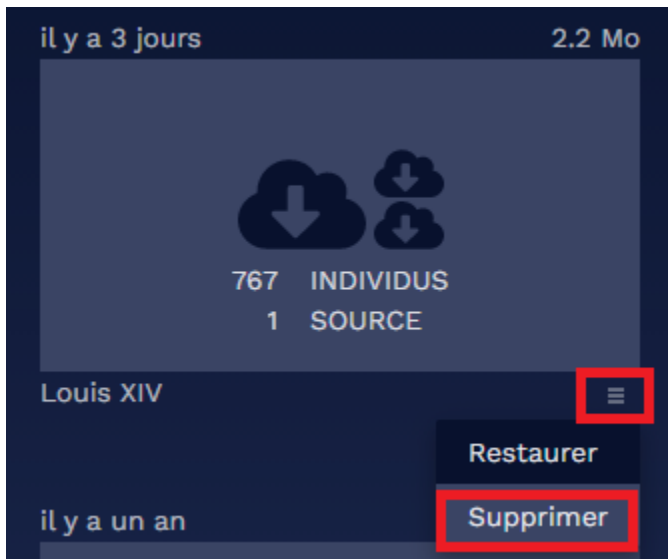 il y a 3 jours 2.2 Mo
767 INDIVIDUS
1 SOURCE
Louis XIV
Restaurer
Supprimer
il y a un an